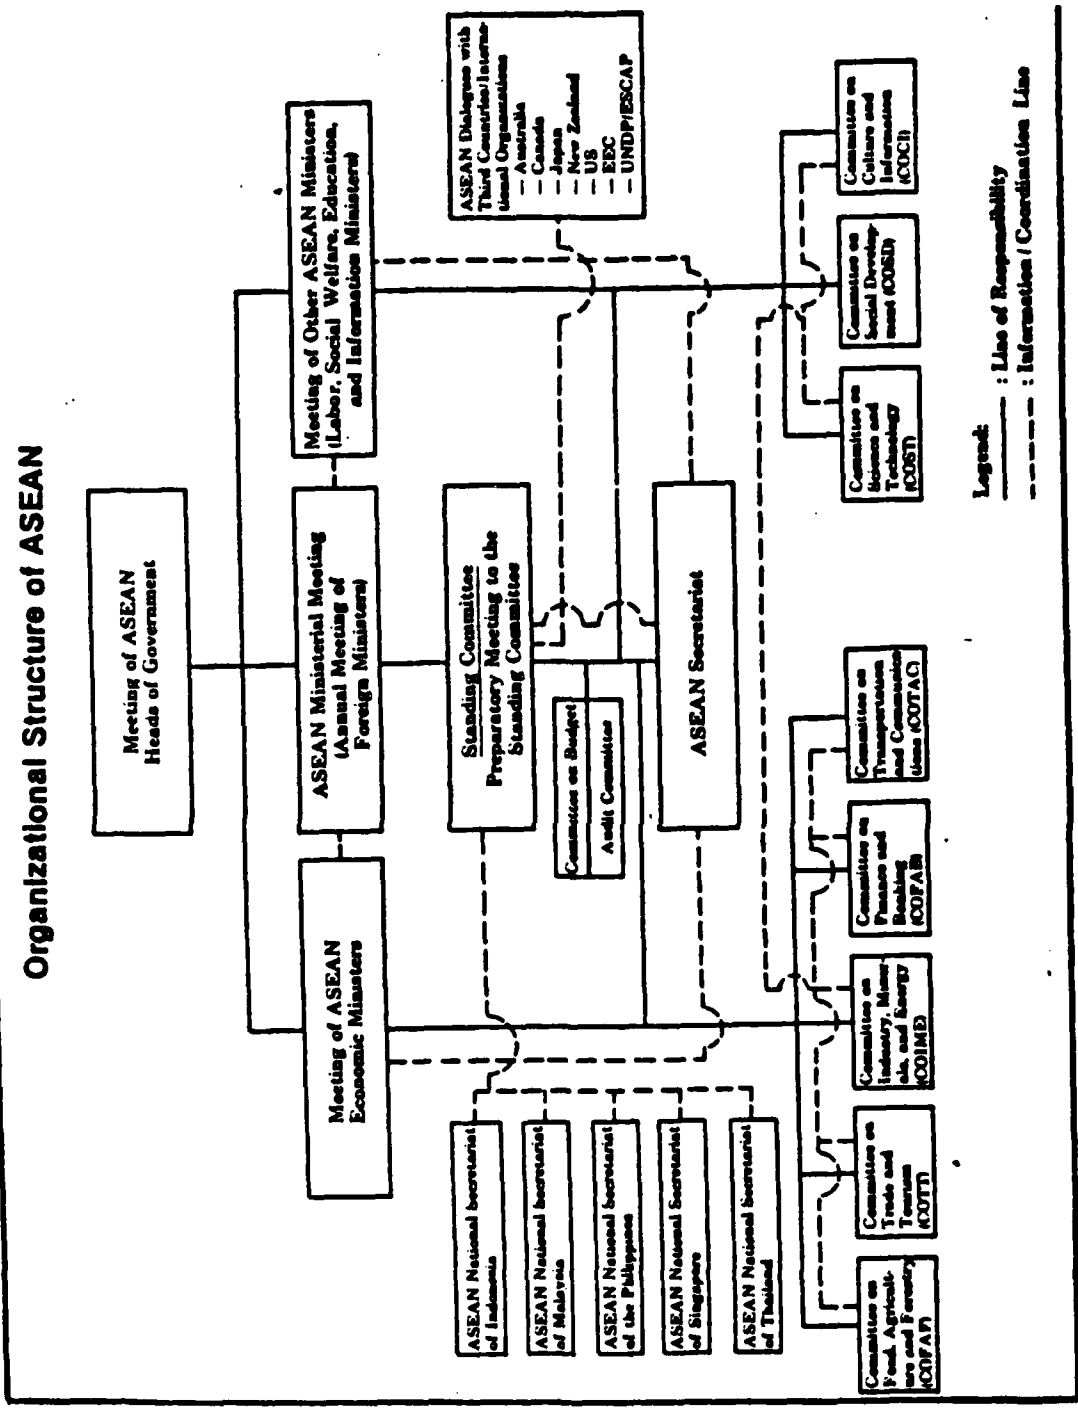 Organizational Structure of ASEAN
Meeting of ASEAN
Heads of Government
Meeting of ASEAN
Economic Ministers
ASEAN Ministerial Meeting
(Annual Meeting of
Foreign Ministers)
Meeting of Other ASEAN Ministers
(Labor, Social Welfare, Education,
and Information Ministers)
Standing Committee
Preparatory Meeting to the
Standing Committee
ASEAN Dialogues with
Third Countries/Interna-
tional Organizations
— Australia
— Canada
— Japan
— New Zealand
— US
— EEC
— UNDP/ESCAP
Committee on Budget
Audit Committee
ASEAN Secretariat
ASEAN National Secretariat
of Indonesia
ASEAN National Secretariat
of Malaysia
ASEAN National Secretariat
of the Philippines
ASEAN National Secretariat
of Singapore
ASEAN National Secretariat
of Thailand
Committee on
Food, Agricult-
ure and Forestry
(COFAF)
Committee on
Trade and
Tourism
(COTT)
Committee on
Industry, Miner-
als, and Energy
(COIME)
Committee on
Finance and
Banking
(COFAB)
Committee on
Transportation
and Communica-
tions (COTAC)
Committee on
Science and
Technology
(COST)
Committee on
Social Develop-
ment (COSD)
Committee on
Culture and
Information
(COCI)
Legend:
——— : Line of Responsibility
– – – – : Information / Coordination Line